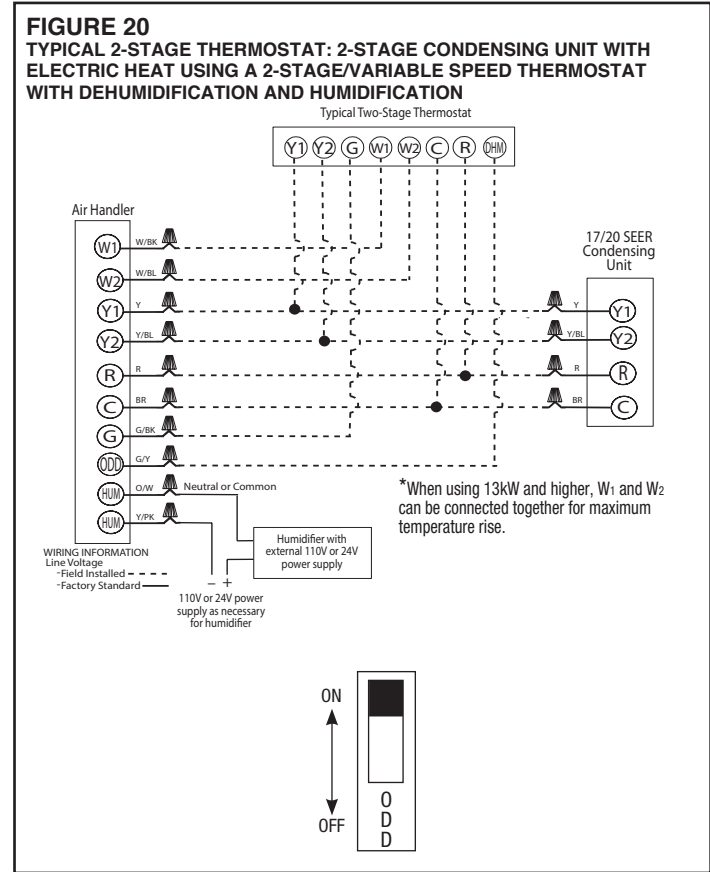 FIGURE 20
TYPICAL 2-STAGE THERMOSTAT: 2-STAGE CONDENSING UNIT WITH
ELECTRIC HEAT USING A 2-STAGE/VARIABLE SPEED THERMOSTAT
WITH DEHUMIDIFICATION AND HUMIDIFICATION
Typical Two-Stage Thermostat
Y1 Y2 G W1 W2 C R DHM
Air Handler
W1 W/BK
W2 W/BL
Y1 Y
Y2 Y/BL
R R
C BR
G G/BK
ODD G/Y
HUM O/W Neutral or Common
HUM Y/PK
17/20 SEER
Condensing
Unit
Y Y1
Y/BL Y2
R R
BR C
*When using 13kW and higher, W1 and W2
can be connected together for maximum
temperature rise.
Humidifier with
external 110V or 24V
power supply
– +
110V or 24V power
supply as necessary
for humidifier
WIRING INFORMATION
Line Voltage
-Field Installed
-Factory Standard
ON
OFF
O
D
D